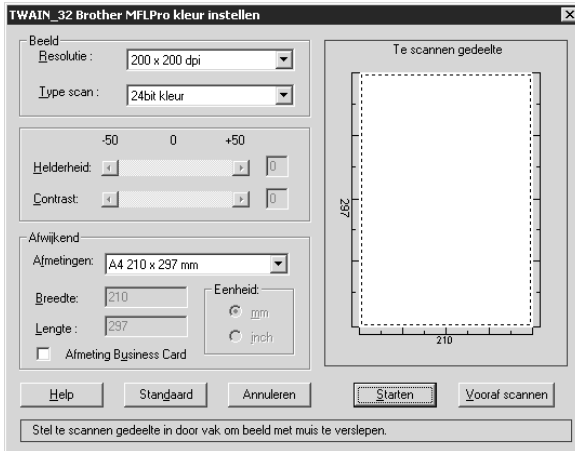 TWAIN_32 Brother MFLPro kleur instellen
Beeld
Resolutie :
200 x 200 dpi
Type scan :
24bit kleur
-50 0 +50
Helderheid:
0
Contrast:
0
Afwijkend
Afmetingen:
A4 210 x 297 mm
Breedte:
210
Lengte :
297
Eenheid:
mm
inch
Afmeting Business Card
Te scannen gedeelte
297
210
Help
Standaard
Annuleren
Starten
Vooraf scannen
Stel te scannen gedeelte in door vak om beeld met muis te verslepen.